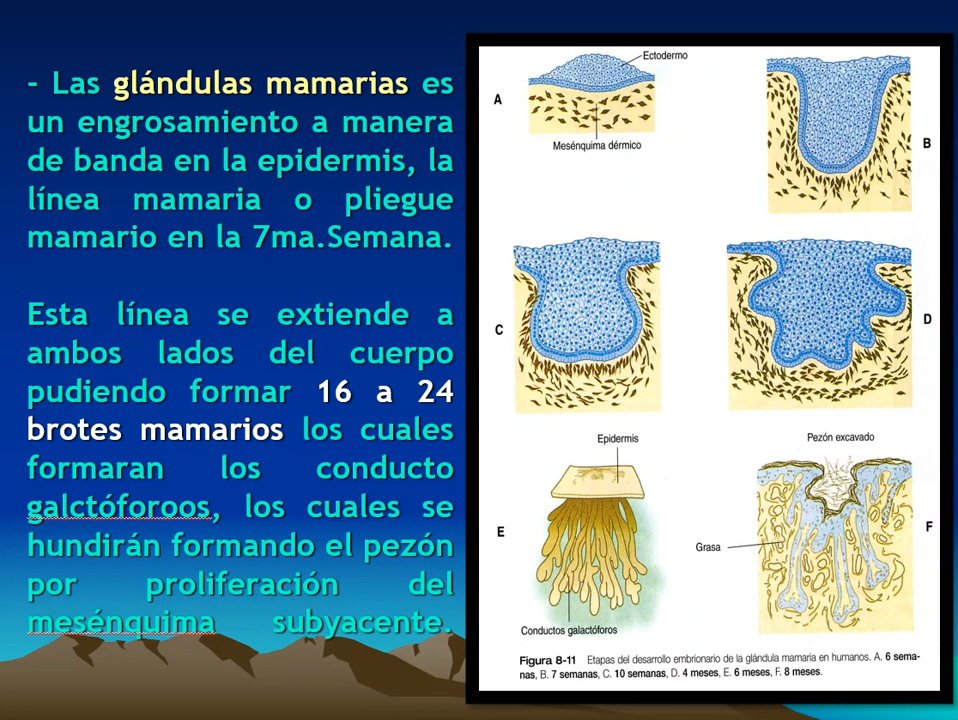 - Las glándulas mamarias es
un engrosamiento a manera
de banda en la epidermis, la
línea mamaria o pliegue
mamario en la 7ma.Semana.
Esta línea se extiende a
ambos lados del cuerpo
pudiendo formar 16 a 24
brotes mamarios los cuales
formaran los conducto
galctóforoos, los cuales se
hundirán formando el pezón
por proliferación del
mesénquima subyacente.
Ectodermo
A
Mesénquima dérmico
B
C
D
Epidermis
E
Conductos galactóforos
Pezón excavado
Grasa
F
Figura 8-11 Etapas del desarrollo embrionario de la glándula mamaria en humanos. A. 6 sema-
nas, B. 7 semanas, C. 10 semanas, D. 4 meses, E. 6 meses, F. 8 meses.